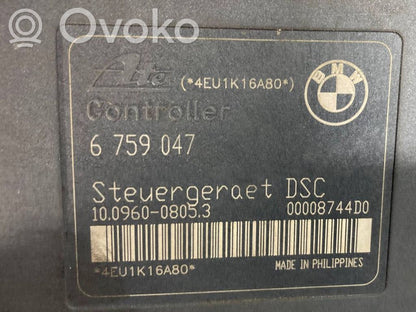 OVOKO
Ate (*4EU1K16A80*)
BMW
Controller
6 759 047
Steuergeraet DSC
10.0960-0805.3 00008744D0
*4EU1K16A80*
MADE IN PHILIPPINES